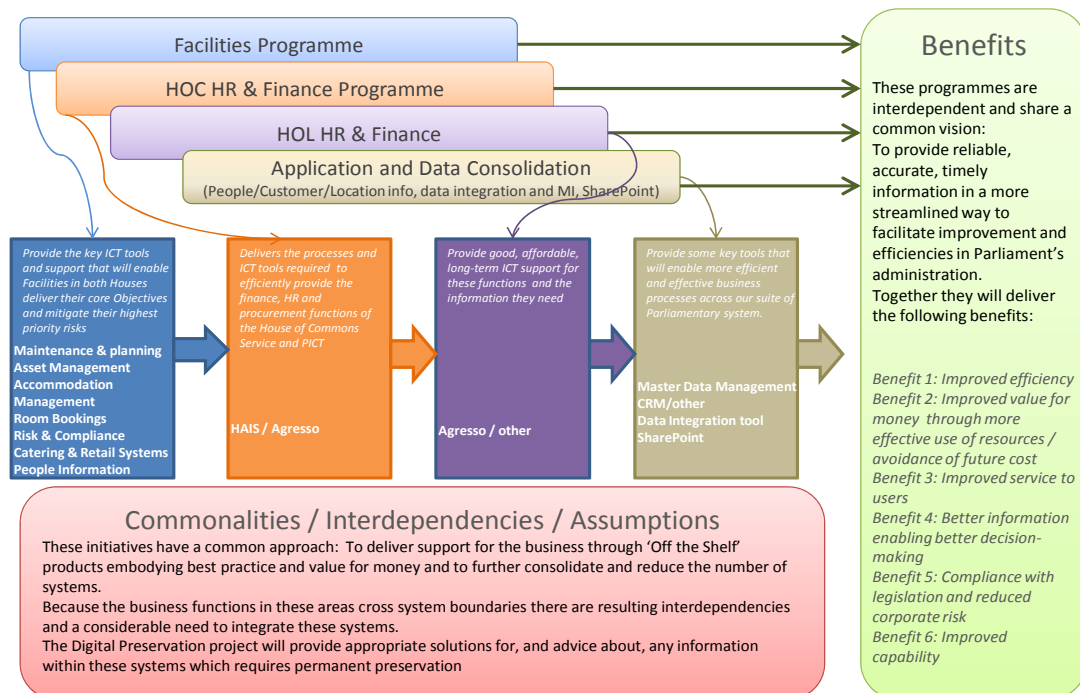 Facilities Programme
HOC HR & Finance Programme
HOL HR & Finance
Application and Data Consolidation
(People/Customer/Location info, data integration and MI, SharePoint)
Provide the key ICT tools
and support that will enable
Facilities in both Houses
deliver their core Objectives
and mitigate their highest
priority risks
Maintenance & planning
Asset Management
Accommodation
Management
Room Bookings
Risk & Compliance
Catering & Retail Systems
People Information
Delivers the processes and
ICT tools required to
efficiently provide the
finance, HR and
procurement functions of
the House of Commons
Service and PICT
HAIS / Agresso
Provide good, affordable,
long-term ICT support for
these functions and the
information they need
Agresso / other
Provide some key tools that
will enable more efficient
and effective business
processes across our suite of
Parliamentary system.
Master Data Management
CRM/other
Data Integration tool
SharePoint
Benefits
These programmes are
interdependent and share a
common vision:
To provide reliable,
accurate, timely
information in a more
streamlined way to
facilitate improvement and
efficiencies in Parliament's
administration.
Together they will deliver
the following benefits:
Benefit 1: Improved efficiency
Benefit 2: Improved value for
money through more
effective use of resources /
avoidance of future cost
Benefit 3: Improved service to
users
Benefit 4: Better information
enabling better decision-
making
Benefit 5: Compliance with
legislation and reduced
corporate risk
Benefit 6: Improved
capability
Commonalities / Interdependencies / Assumptions
These initiatives have a common approach: To deliver support for the business through 'Off the Shelf'
products embodying best practice and value for money and to further consolidate and reduce the number of
systems.
Because the business functions in these areas cross system boundaries there are resulting interdependencies
and a considerable need to integrate these systems.
The Digital Preservation project will provide appropriate solutions for, and advice about, any information
within these systems which requires permanent preservation